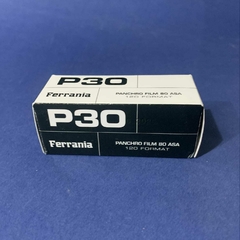 P30
Ferrania
PANCHRO FILM 80 ASA
120 FORMAT
P30
Ferrania
PANCHRO FILM 80 ASA
120 FORMAT